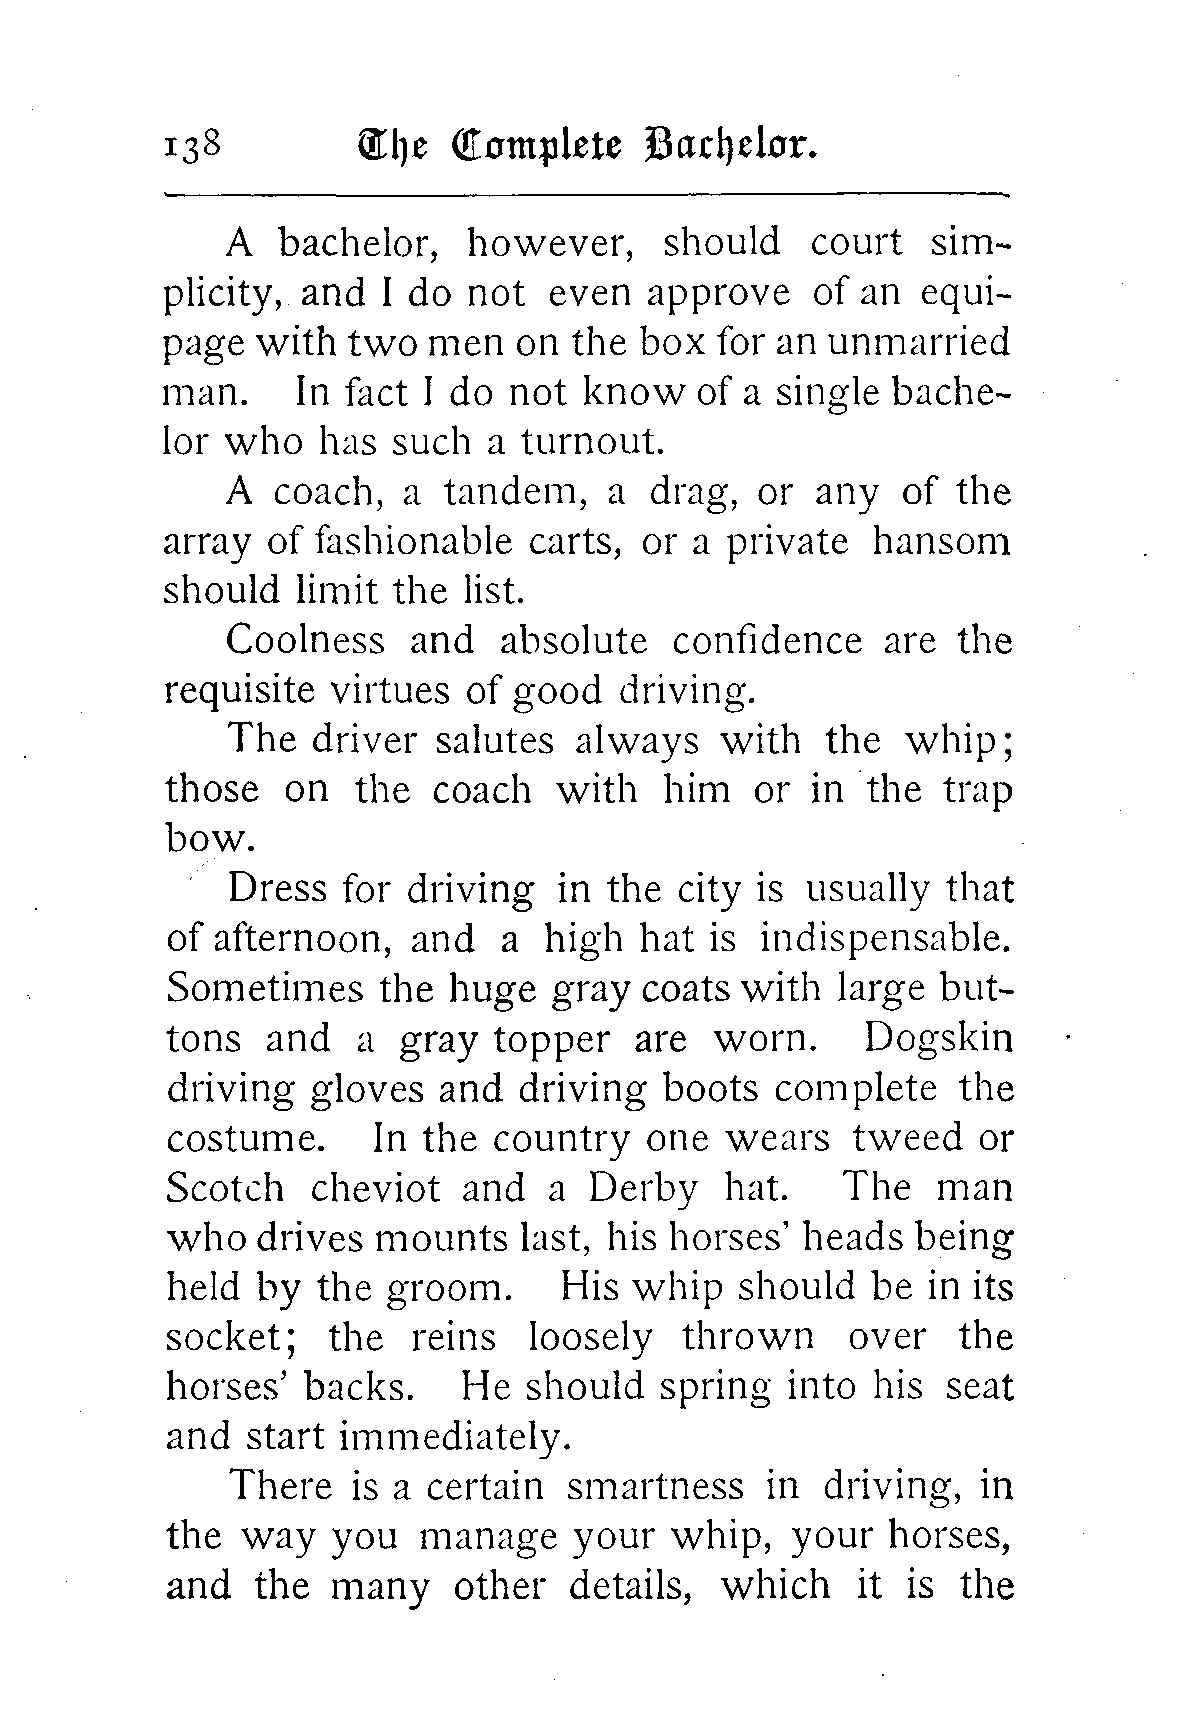 138 The Complete Bachelor.
A bachelor, however, should court sim-
plicity, and I do not even approve of an equi-
page with two men on the box for an unmarried
man. In fact I do not know of a single bache-
lor who has such a turnout.
A coach, a tandem, a drag, or any of the
array of fashionable carts, or a private hansom
should limit the list.
Coolness and absolute confidence are the
requisite virtues of good driving.
The driver salutes always with the whip;
those on the coach with him or in the trap
bow.
Dress for driving in the city is usually that
of afternoon, and a high hat is indispensable.
Sometimes the huge gray coats with large but-
tons and a gray topper are worn. Dogskin
driving gloves and driving boots complete the
costume. In the country one wears tweed or
Scotch cheviot and a Derby hat. The man
who drives mounts last, his horses' heads being
held by the groom. His whip should be in its
socket; the reins loosely thrown over the
horses' backs. He should spring into his seat
and start immediately.
There is a certain smartness in driving, in
the way you manage your whip, your horses,
and the many other details, which it is the